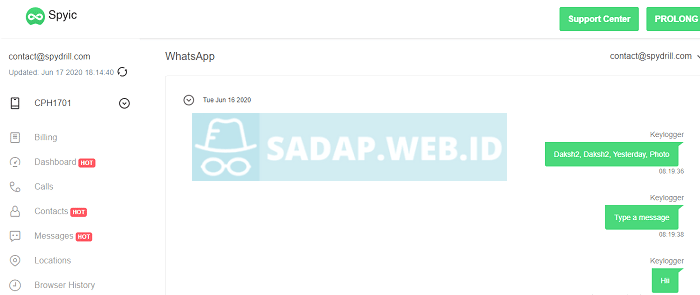 Spyic
Support Center
PROLONG
contact@spydrill.com
Updated: Jun 17 2020 18:14:40
WhatsApp
contact@spydrill.com
CPH1701
Tue Jun 16 2020
Billing
Dashboard HOT
Calls
Contacts HOT
Messages HOT
Locations
Browser History
SADAP.WEB.ID
Keylogger
Daksh2, Daksh2, Yesterday, Photo
08:19:36
Keylogger
Type a message
08:19:38
Keylogger